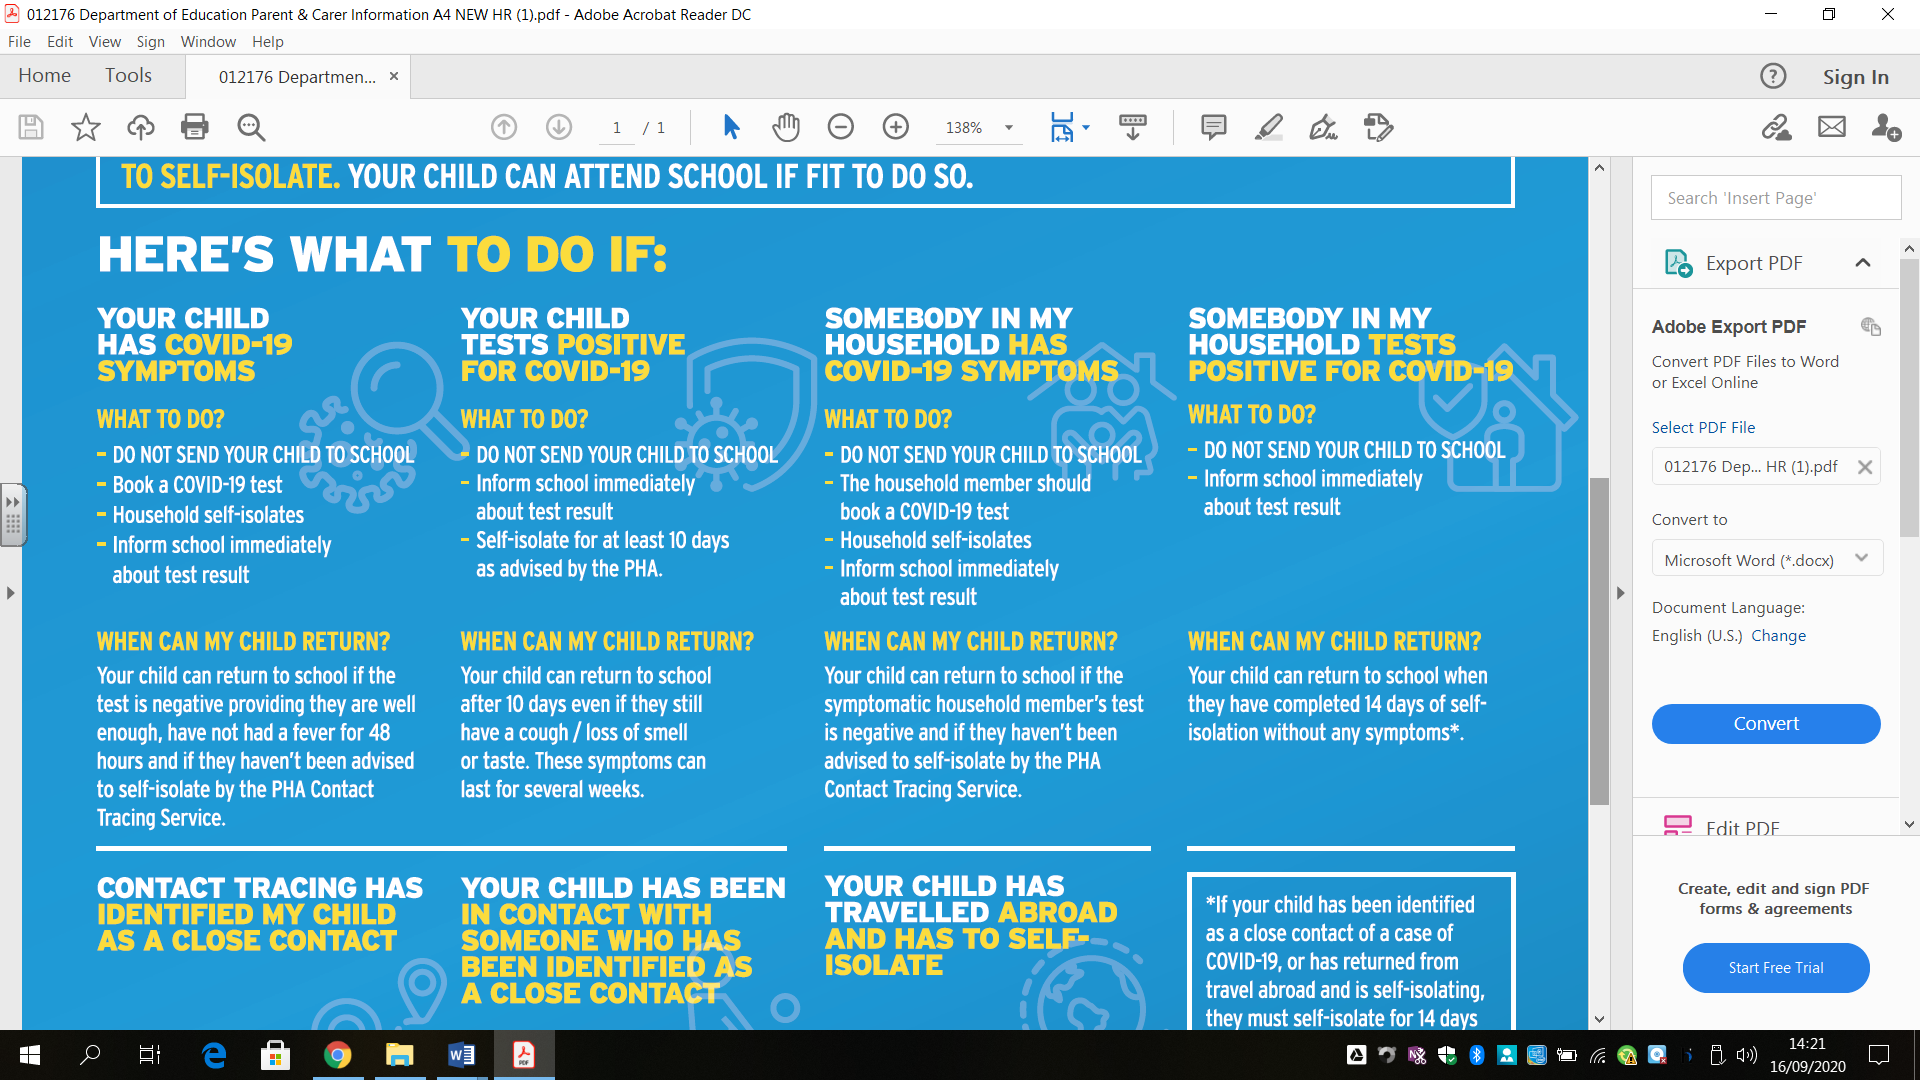 012176 Department of Education Parent & Carer Information A4 NEW HR (1).pdf - Adobe Acrobat Reader DC
File Edit View Sign Window Help
Home Tools 012176 Departmen... ×
Sign In
1 / 1
138%
TO SELF-ISOLATE. YOUR CHILD CAN ATTEND SCHOOL IF FIT TO DO SO.
HERE'S WHAT TO DO IF:
YOUR CHILD
HAS COVID-19
SYMPTOMS
WHAT TO DO?
- DO NOT SEND YOUR CHILD TO SCHOOL
- Book a COVID-19 test
- Household self-isolates
- Inform school immediately
about test result
WHEN CAN MY CHILD RETURN?
Your child can return to school if the
test is negative providing they are well
enough, have not had a fever for 48
hours and if they haven't been advised
to self-isolate by the PHA Contact
Tracing Service.
YOUR CHILD
TESTS POSITIVE
FOR COVID-19
WHAT TO DO?
- DO NOT SEND YOUR CHILD TO SCHOOL
- Inform school immediately
about test result
- Self-isolate for at least 10 days
as advised by the PHA.
WHEN CAN MY CHILD RETURN?
Your child can return to school
after 10 days even if they still
have a cough / loss of smell
or taste. These symptoms can
last for several weeks.
SOMEBODY IN MY
HOUSEHOLD HAS
COVID-19 SYMPTOMS
WHAT TO DO?
- DO NOT SEND YOUR CHILD TO SCHOOL
- The household member should
book a COVID-19 test
- Household self-isolates
- Inform school immediately
about test result
WHEN CAN MY CHILD RETURN?
Your child can return to school if the
symptomatic household member's test
is negative and if they haven't been
advised to self-isolate by the PHA
Contact Tracing Service.
SOMEBODY IN MY
HOUSEHOLD TESTS
POSITIVE FOR COVID-19
WHAT TO DO?
- DO NOT SEND YOUR CHILD TO SCHOOL
- Inform school immediately
about test result
WHEN CAN MY CHILD RETURN?
Your child can return to school when
they have completed 14 days of self-
isolation without any symptoms*.
CONTACT TRACING HAS
IDENTIFIED MY CHILD
AS A CLOSE CONTACT
YOUR CHILD HAS BEEN
IN CONTACT WITH
SOMEONE WHO HAS
BEEN IDENTIFIED AS
A CLOSE CONTACT
YOUR CHILD HAS
TRAVELLED ABROAD
AND HAS TO SELF-
ISOLATE
*If your child has been identified
as a close contact of a case of
COVID-19, or has returned from
travel abroad and is self-isolating,
they must self-isolate for 14 days
Search 'Insert Page'
Export PDF
Adobe Export PDF
Convert PDF Files to Word
or Excel Online
Select PDF File
012176 Dep... HR (1).pdf
Convert to
Microsoft Word (*.docx)
Document Language:
English (U.S.) Change
Convert
Edit PDF
Create, edit and sign PDF
forms & agreements
Start Free Trial
14:21
16/09/2020